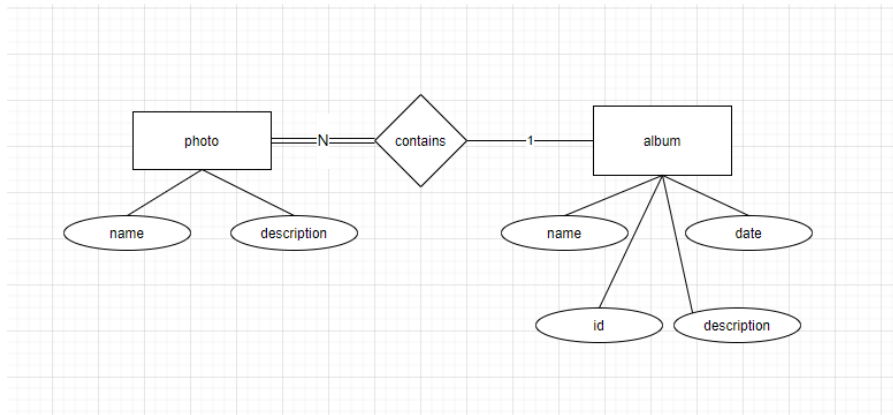 photo
N
contains
1
album
name
description
name
date
id
description